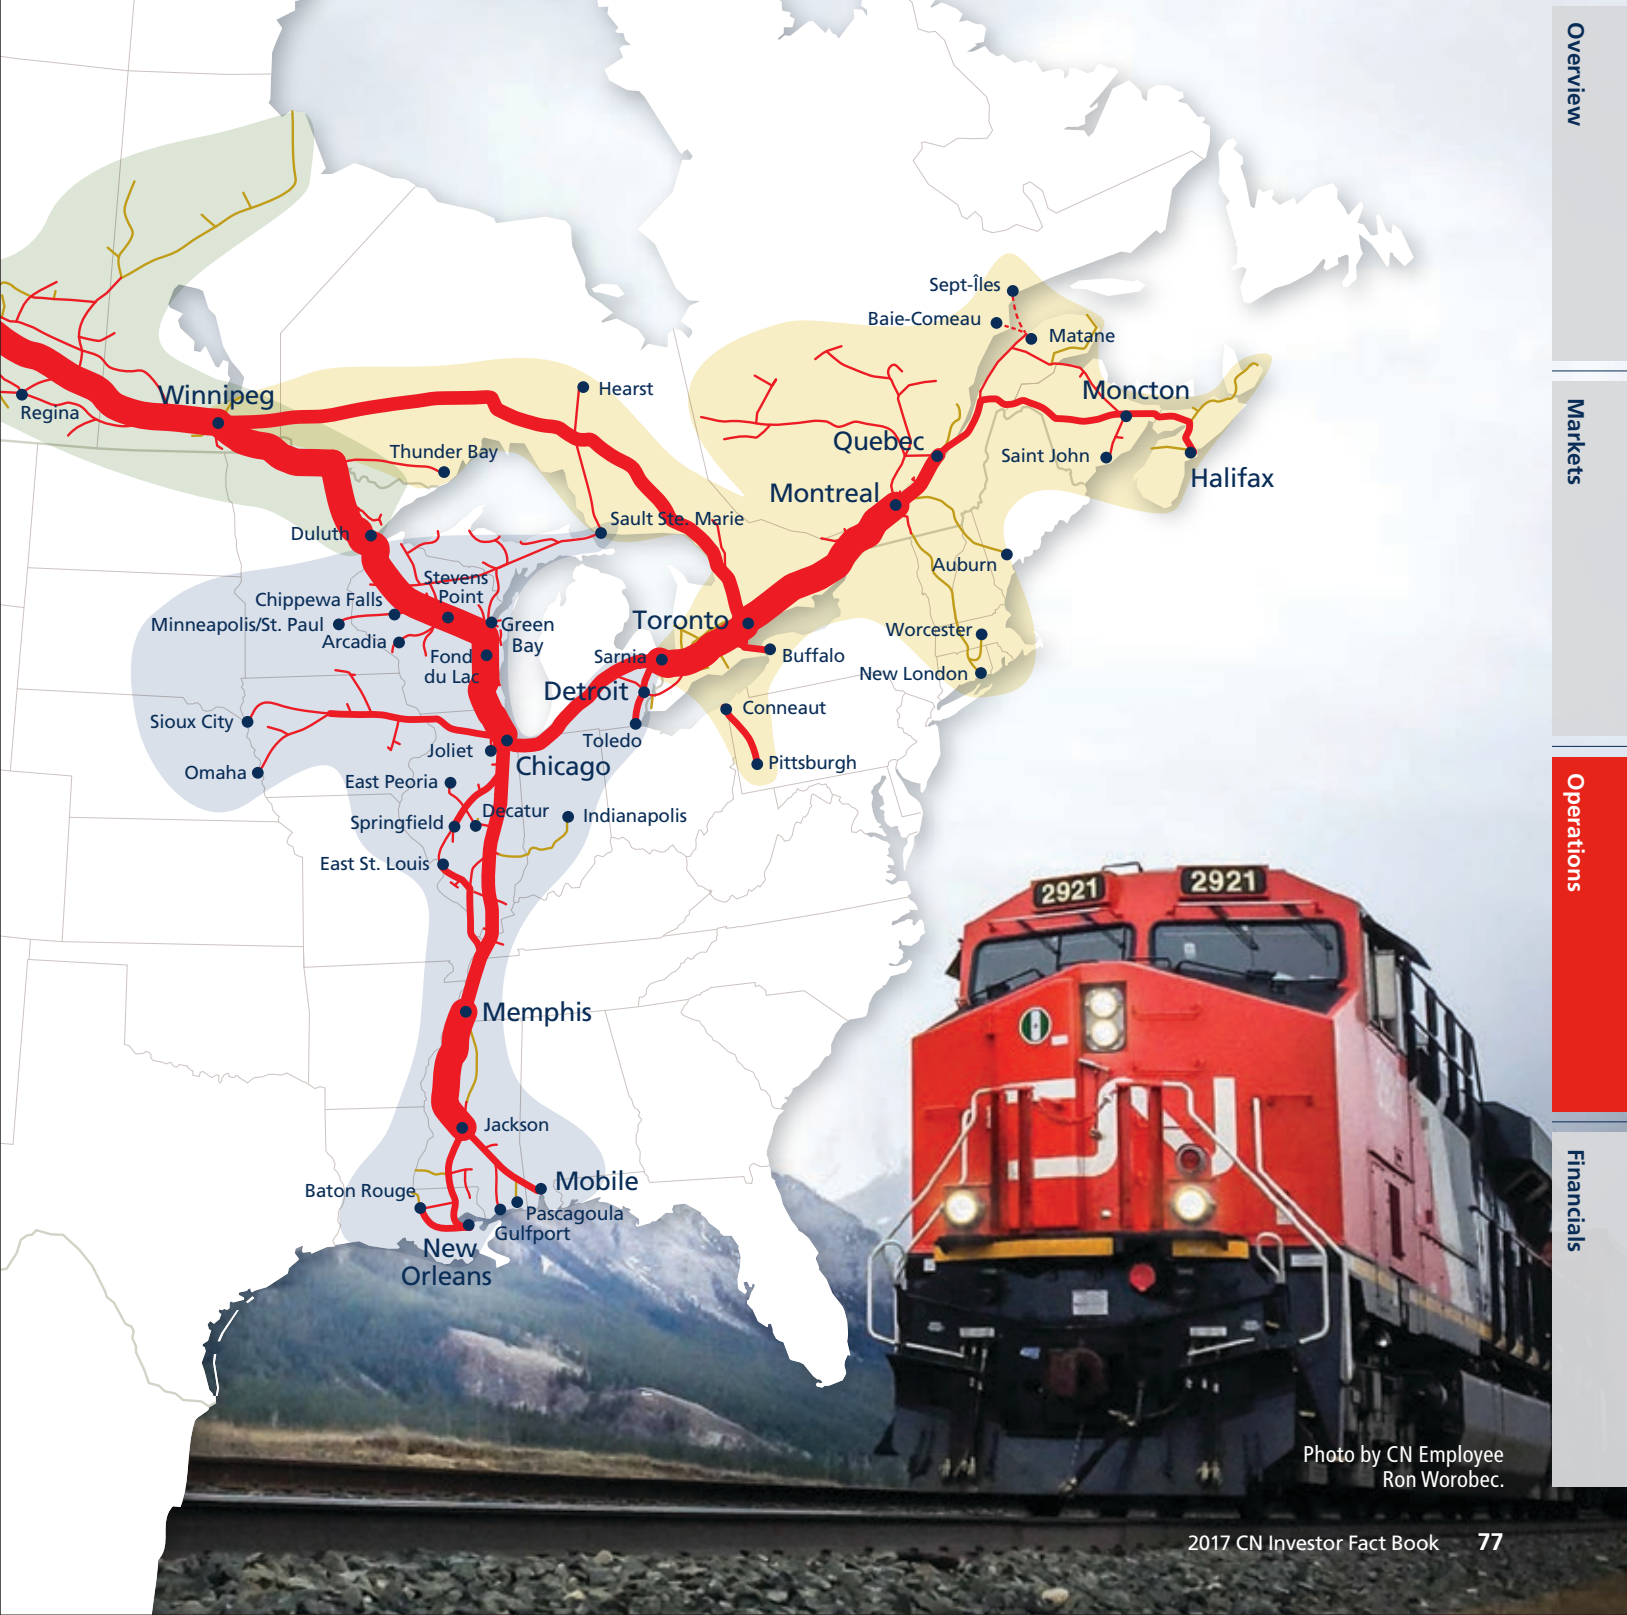 Overview
Markets
Operations
Financials
Sept-Îles
Baie-Comeau
Matane
Winnipeg
Hearst
Moncton
Regina
Thunder Bay
Quebec
Saint John
Halifax
Montreal
Sault Ste. Marie
Duluth
Auburn
Stevens
Point
Chippewa Falls
Minneapolis/St. Paul
Green
Bay
Toronto
Worcester
Arcadia
Fond
du Lac
Sarnia
Buffalo
New London
Detroit
Conneaut
Sioux City
Toledo
Joliet
Chicago
Pittsburgh
Omaha
East Peoria
Decatur
Indianapolis
Springfield
East St. Louis
2921
2921
Memphis
CN
Jackson
Mobile
Baton Rouge
Pascagoula
Gulfport
New
Orleans
Photo by CN Employee
Ron Worobec.
2017 CN Investor Fact Book 77